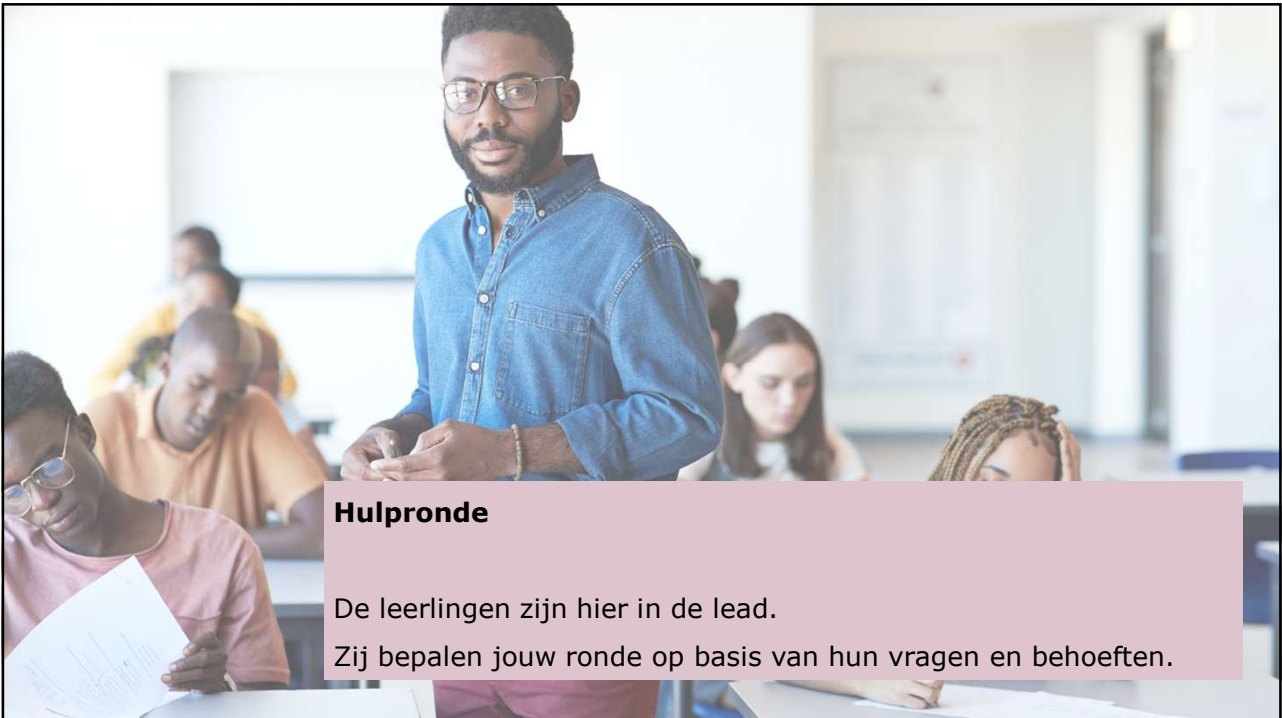 Hulpronde
De leerlingen zijn hier in de lead.
Zij bepalen jouw ronde op basis van hun vragen en behoeften.